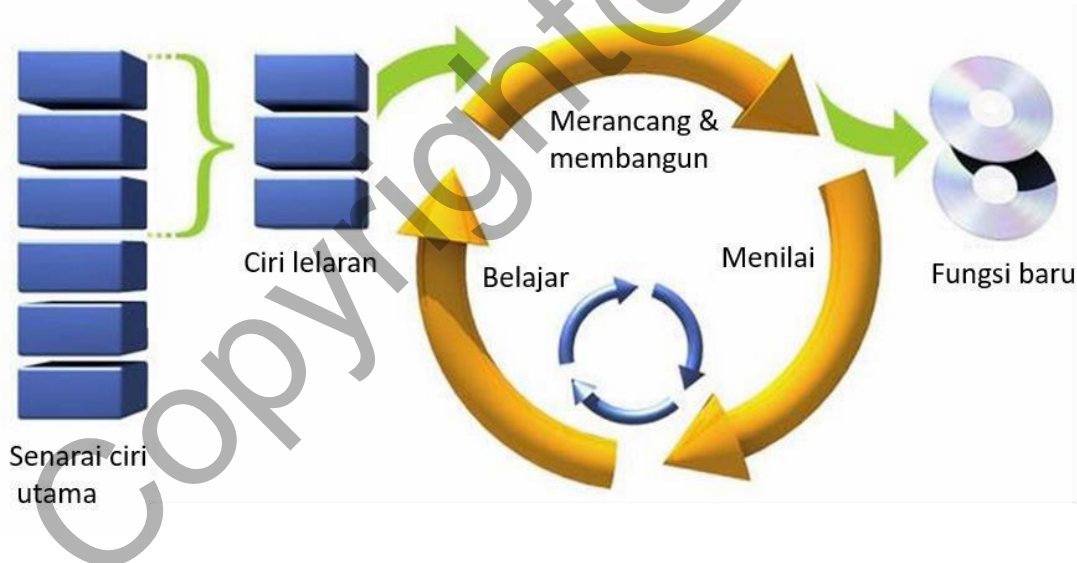 Senarai ciri
utama
Ciri lelaran
Merancang &
membangun
Belajar
Menilai
Fungsi baru
Copyright@